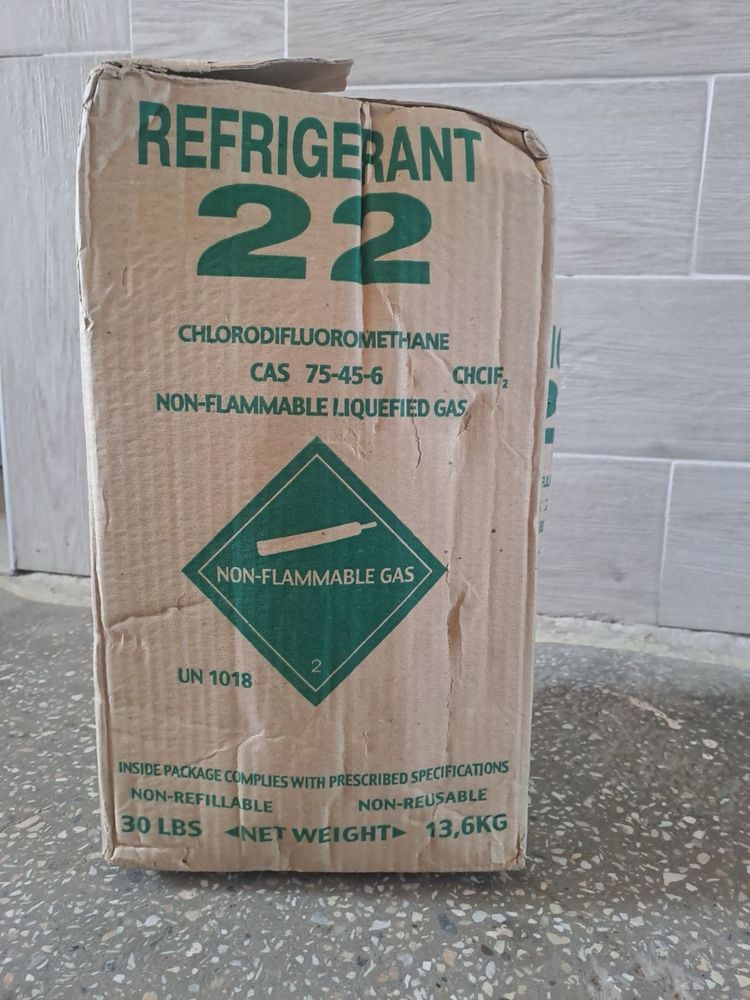 REFRIGERANT
22
CHLORODIFLUOROMETHANE
CAS 75-45-6 CHClF₂
NON-FLAMMABLE LIQUEFIED GAS
NON-FLAMMABLE GAS
2
UN 1018
INSIDE PACKAGE COMPLIES WITH PRESCRIBED SPECIFICATIONS
NON-REFILLABLE NON-REUSABLE
30 LBS ◄NET WEIGHT► 13,6KG